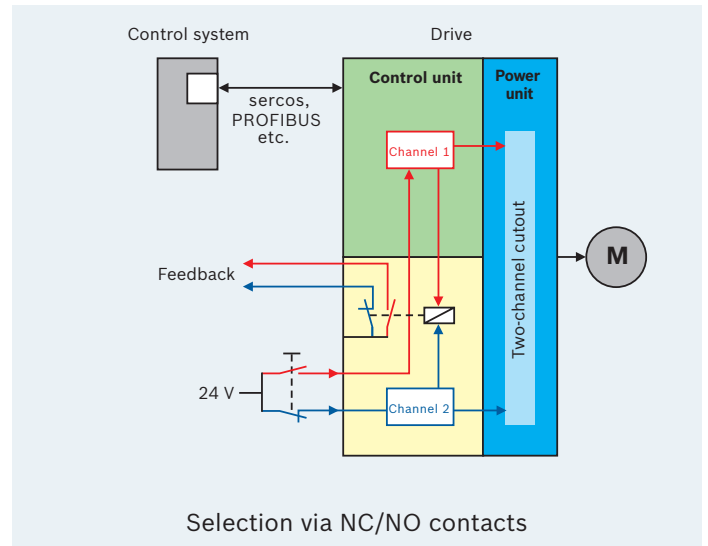 Control system
Drive
Control unit
Power
unit
sercos,
PROFIBUS
etc.
Channel 1
Two-channel cutout
M
Feedback
24 V
Channel 2
Selection via NC/NO contacts